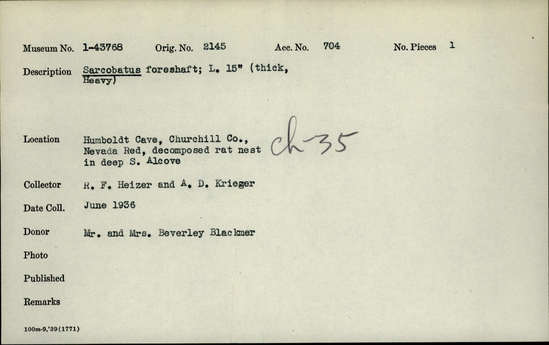 Museum No. 1-43768 Orig. No. 2145 Acc. No. 704 No. Pieces 1
Description Sarcobatus foreshaft; L. 15" (thick,
Heavy)
Location Humboldt Cave, Churchill Co.,
Nevada Red, decomposed rat nest
in deep S. Alcove
ch-35
Collector R. F. Heizer and A. D. Krieger
Date Coll. June 1936
Donor Mr. and Mrs. Beverley Blackmer
Photo
Published
Remarks
100m-9,'39(1771)